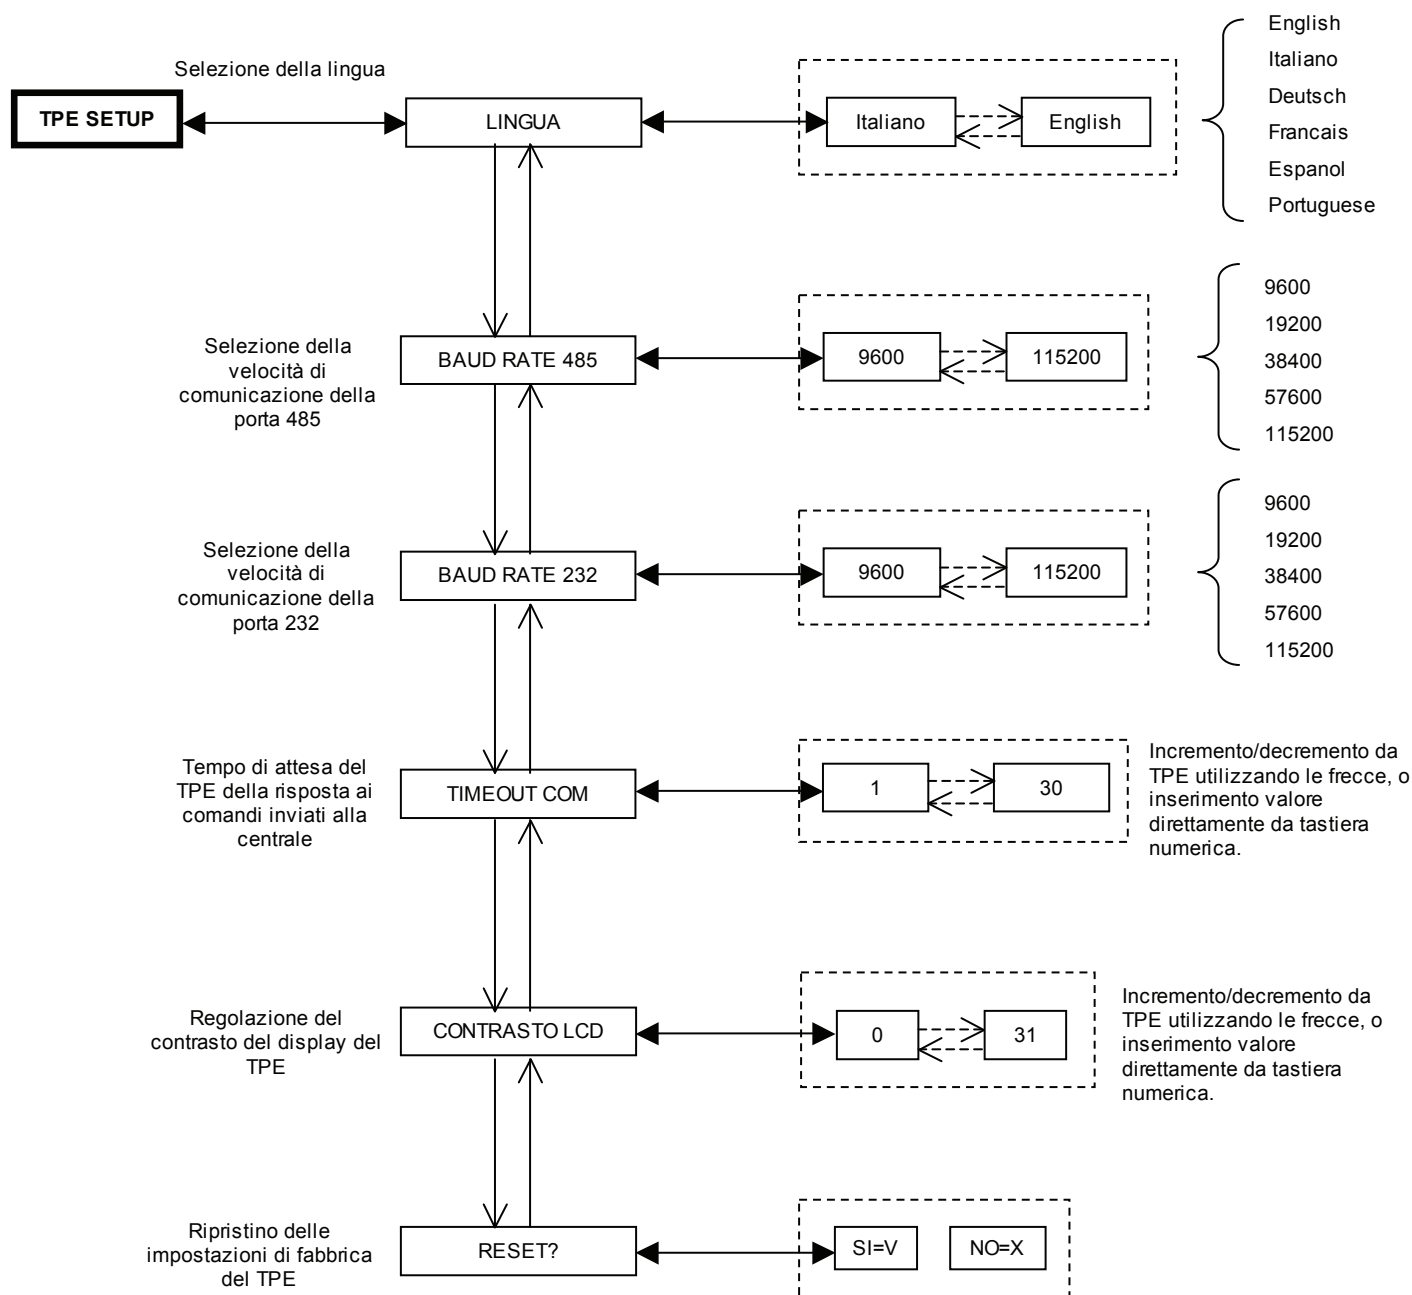 Selezione della lingua
TPE SETUP
LINGUA
Italiano
English
English
Italiano
Deutsch
Francais
Espanol
Portuguese
Selezione della
velocità di
comunicazione della
porta 485
BAUD RATE 485
9600
115200
9600
19200
38400
57600
115200
Selezione della
velocità di
comunicazione della
porta 232
BAUD RATE 232
9600
115200
9600
19200
38400
57600
115200
Tempo di attesa del
TPE della risposta ai
comandi inviati alla
centrale
TIMEOUT COM
1
30
Incremento/decremento da
TPE utilizzando le frecce, o
inserimento valore
direttamente da tastiera
numerica.
Regolazione del
contrasto del display del
TPE
CONTRASTO LCD
0
31
Incremento/decremento da
TPE utilizzando le frecce, o
inserimento valore
direttamente da tastiera
numerica.
Ripristino delle
impostazioni di fabbrica
del TPE
RESET?
SI=V
NO=X